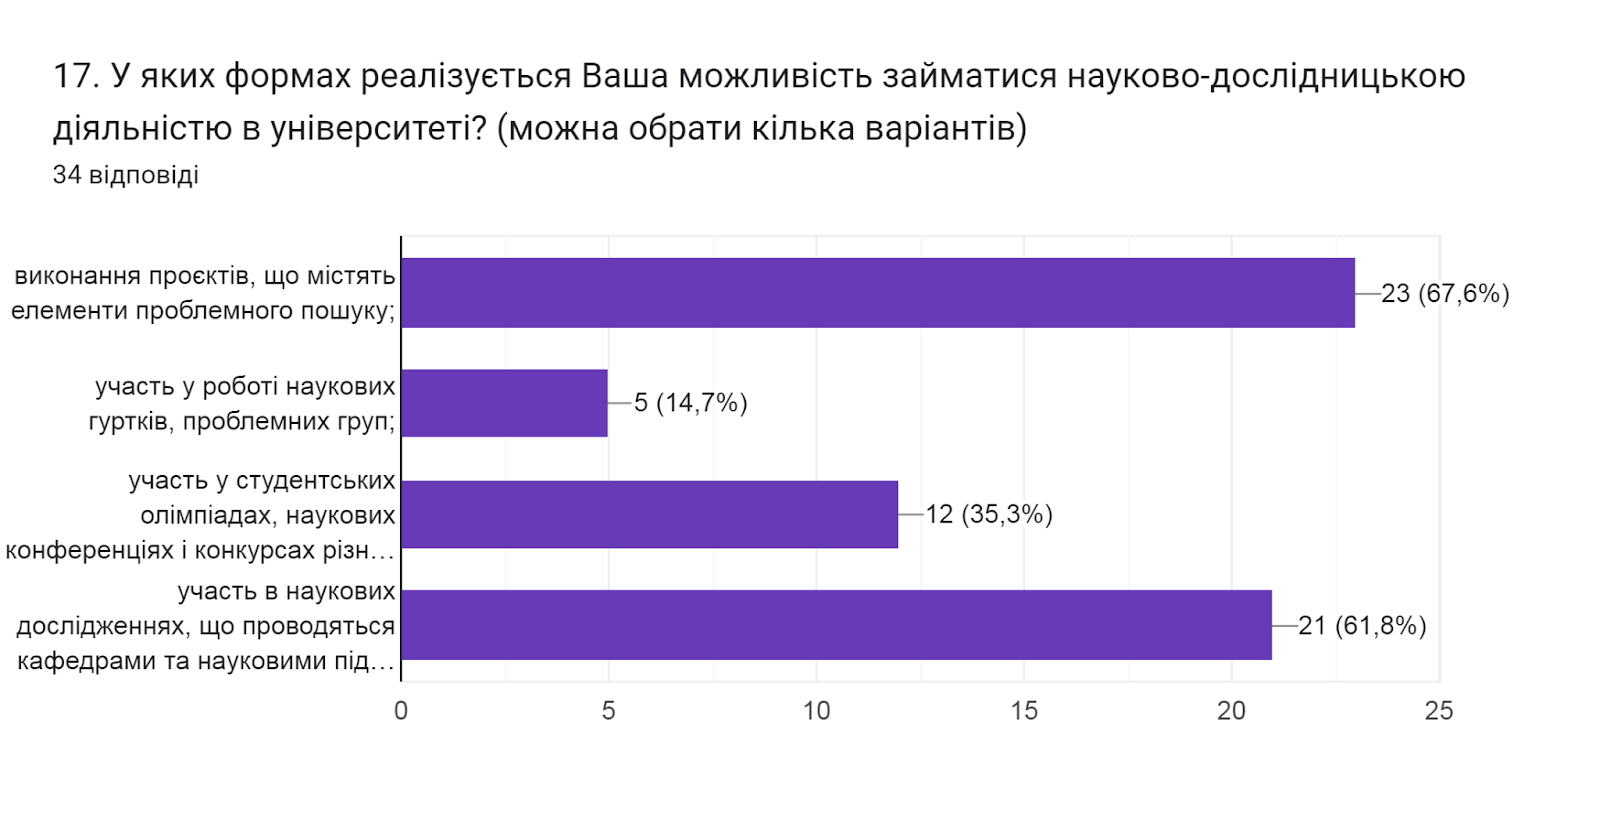 17. У яких формах реалізується Ваша можливість займатися науково-дослідницькою
діяльністю в університеті? (можна обрати кілька варіантів)
34 відповіді
виконання проєктів, що містять
елементи проблемного пошуку;
23 (67,6%)
участь у роботі наукових
гуртків, проблемних груп;
5 (14,7%)
участь у студентських
олімпіадах, наукових
конференціях і конкурсах різн…
12 (35,3%)
участь в наукових
дослідженнях, що проводяться
кафедрами та науковими під…
21 (61,8%)
0 5 10 15 20 25